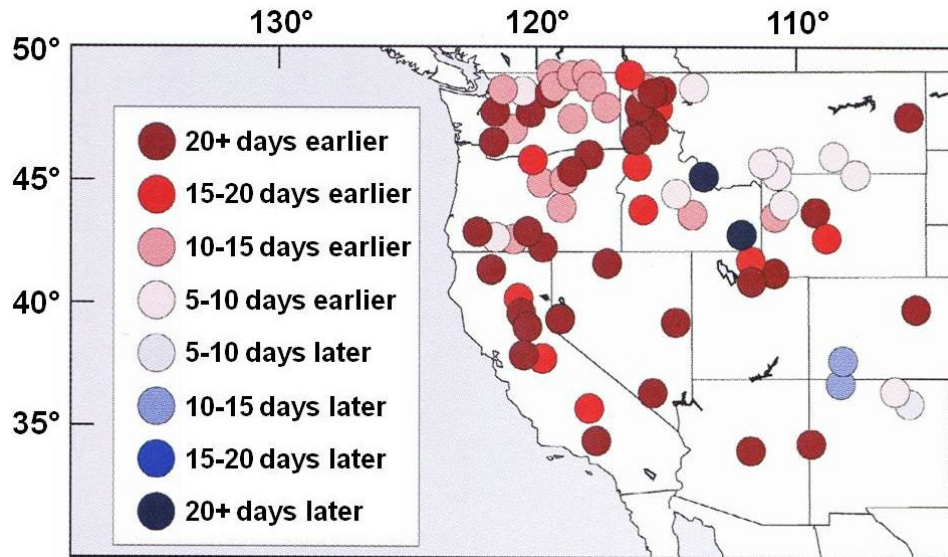 130° 120° 110°
50°
45°
40°
35°
20+ days earlier
15-20 days earlier
10-15 days earlier
5-10 days earlier
5-10 days later
10-15 days later
15-20 days later
20+ days later